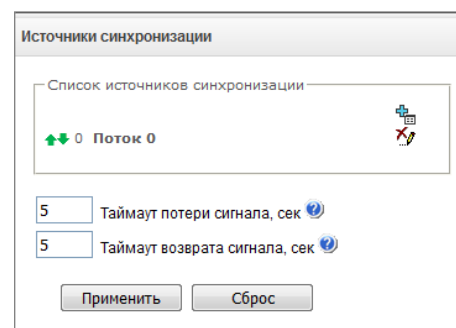 Источники синхронизации
Список источников синхронизации
0 Поток 0
5 Таймаут потери сигнала, сек ?
5 Таймаут возврата сигнала, сек ?
Применить Сброс